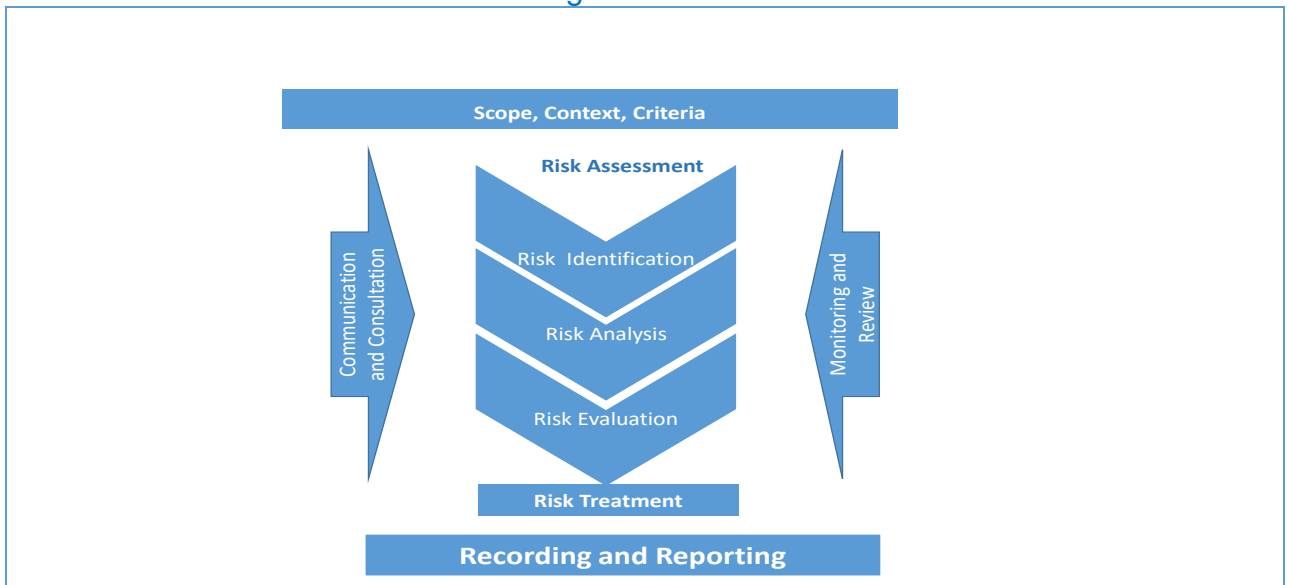 Scope, Context, Criteria
Risk Assessment
Communication
and Consultation
Risk Identification
Risk Analysis
Risk Evaluation
Monitoring and
Review
Risk Treatment
Recording and Reporting